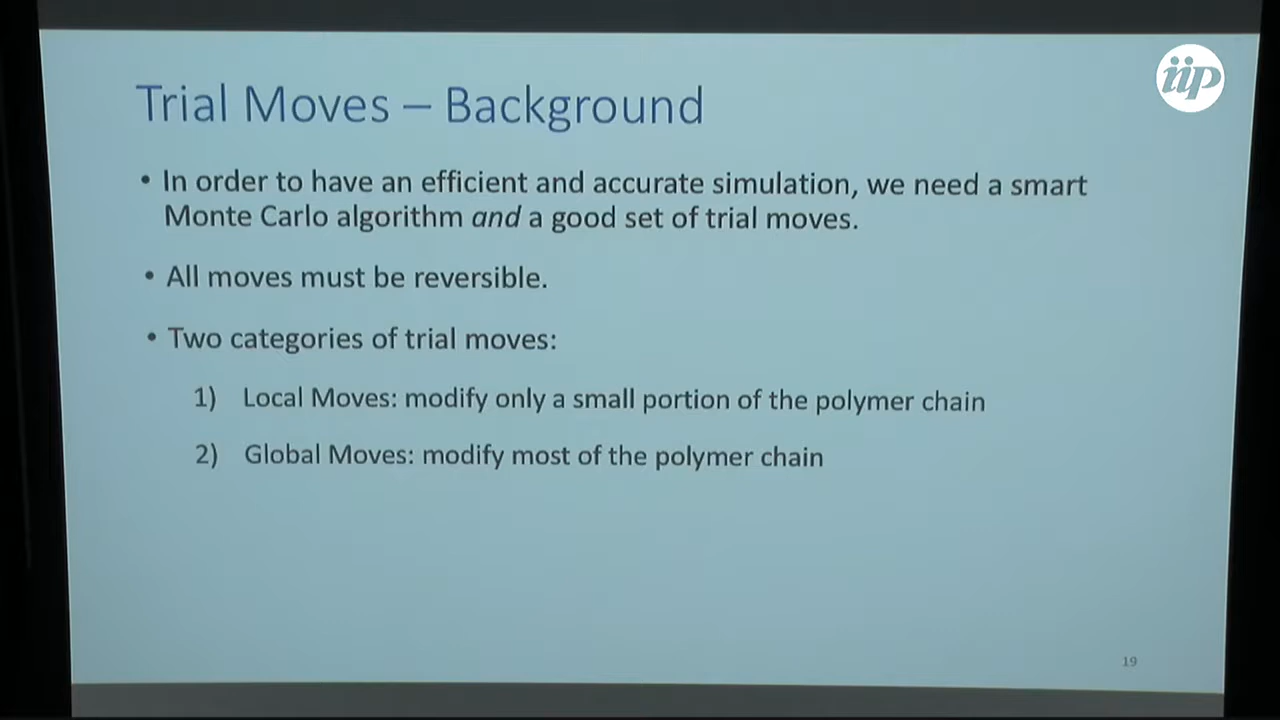 iip
Trial Moves – Background
• In order to have an efficient and accurate simulation, we need a smart
Monte Carlo algorithm and a good set of trial moves.
• All moves must be reversible.
• Two categories of trial moves:
1) Local Moves: modify only a small portion of the polymer chain
2) Global Moves: modify most of the polymer chain
19